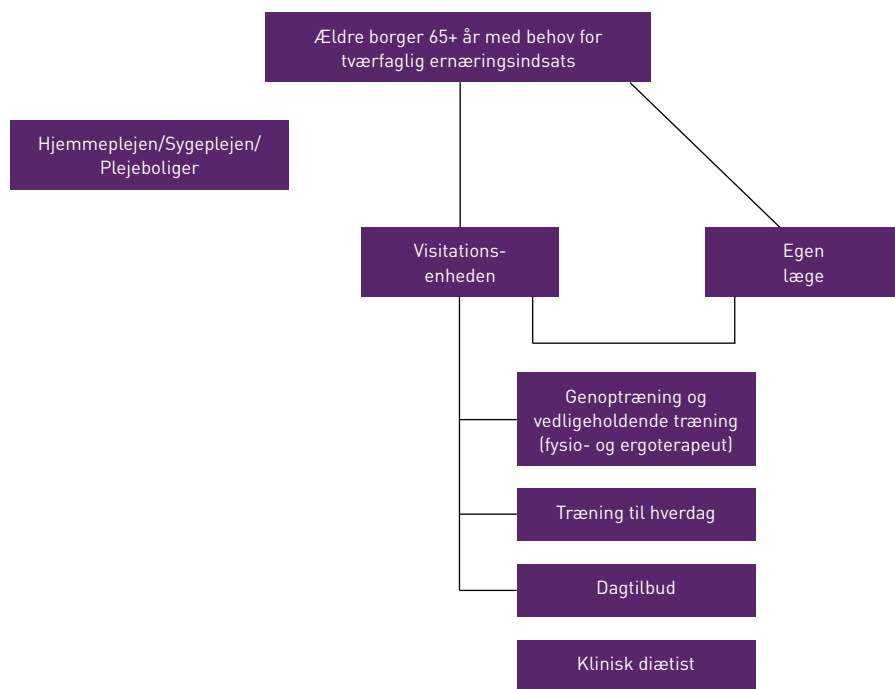 Ældre borger 65+ år med behov for
tværfaglig ernæringsindsats
Hjemmeplejen/Sygeplejen/
Plejeboliger
Visitations-
enheden
Egen
læge
Genoptræning og
vedligeholdende træning
(fysio- og ergoterapeut)
Træning til hverdag
Dagtilbud
Klinisk diætist